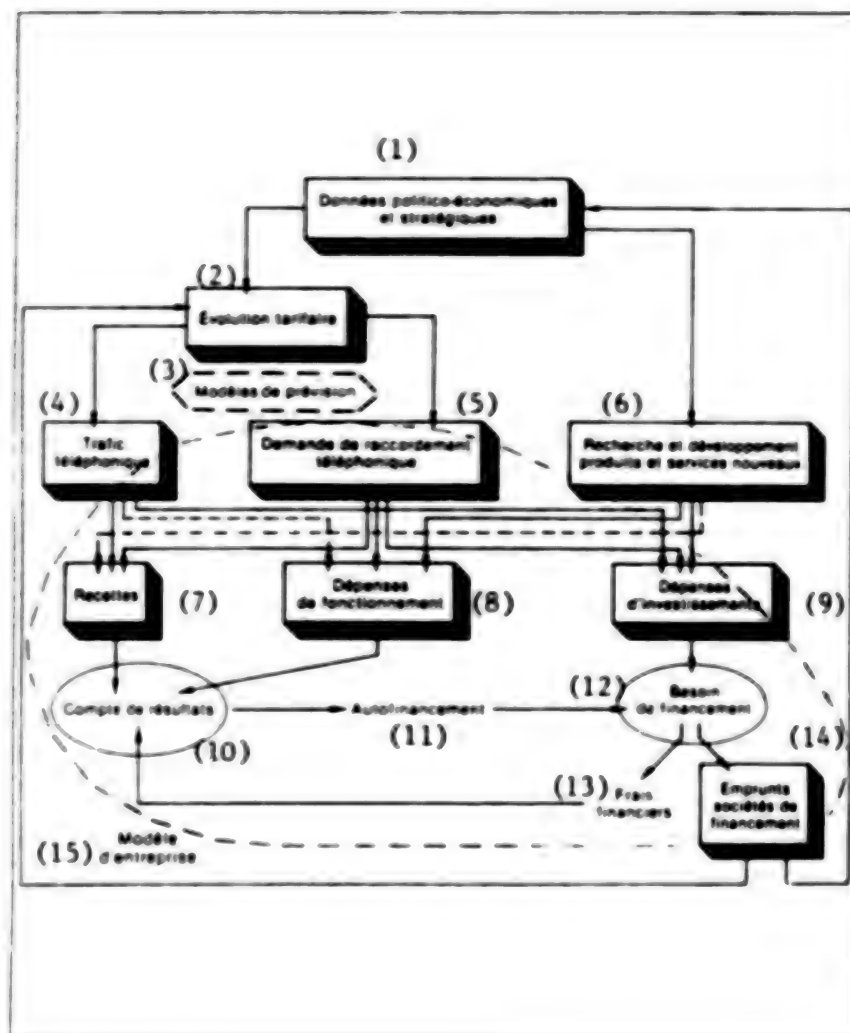 (1)
Données politico-économiques
et stratégiques
(2)
Évolution tarifaire
(3)
Modèles de prévision
(4)
(5)
(6)
Trafic
téléphonique
Demande de raccordement
téléphonique
Recherche et développement
produits et services nouveaux
Recettes
(7)
Dépenses
de fonctionnement
(8)
Dépenses
d'investissements
(9)
Compte de résultats
(10)
Autofinancement
(11)
(12)
Besoin
de financement
(13)
Frais
financiers
(14)
Emprunts
sociétés de
financement
(15)
Modèle
d'entreprise